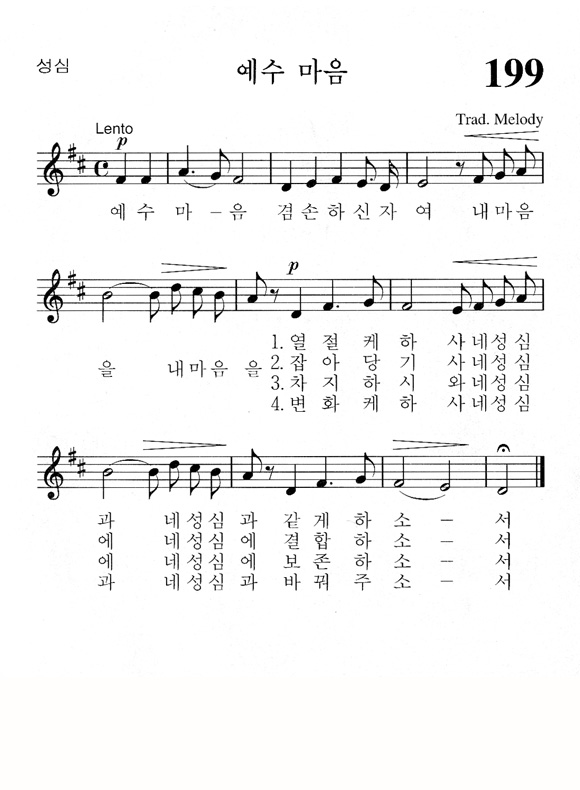 성심
예수 마음
199
Trad. Melody
Lento
p
예 수 마 – 음 겸 손 하 신 자 여 내 마 음
p
을 내 마 음 을
1. 열 절 케 하 사 네 성 심
2. 잡 아 당 기 사 네 성 심
3. 차 지 하 시 와 네 성 심
4. 변 화 케 하 사 네 성 심
과 네 성 심 과 같 게 하 소 – 서
에 네 성 심 에 결 합 하 소 – 서
에 네 성 심 에 보 존 하 소 – 서
과 네 성 심 과 바 꿔 주 소 – 서